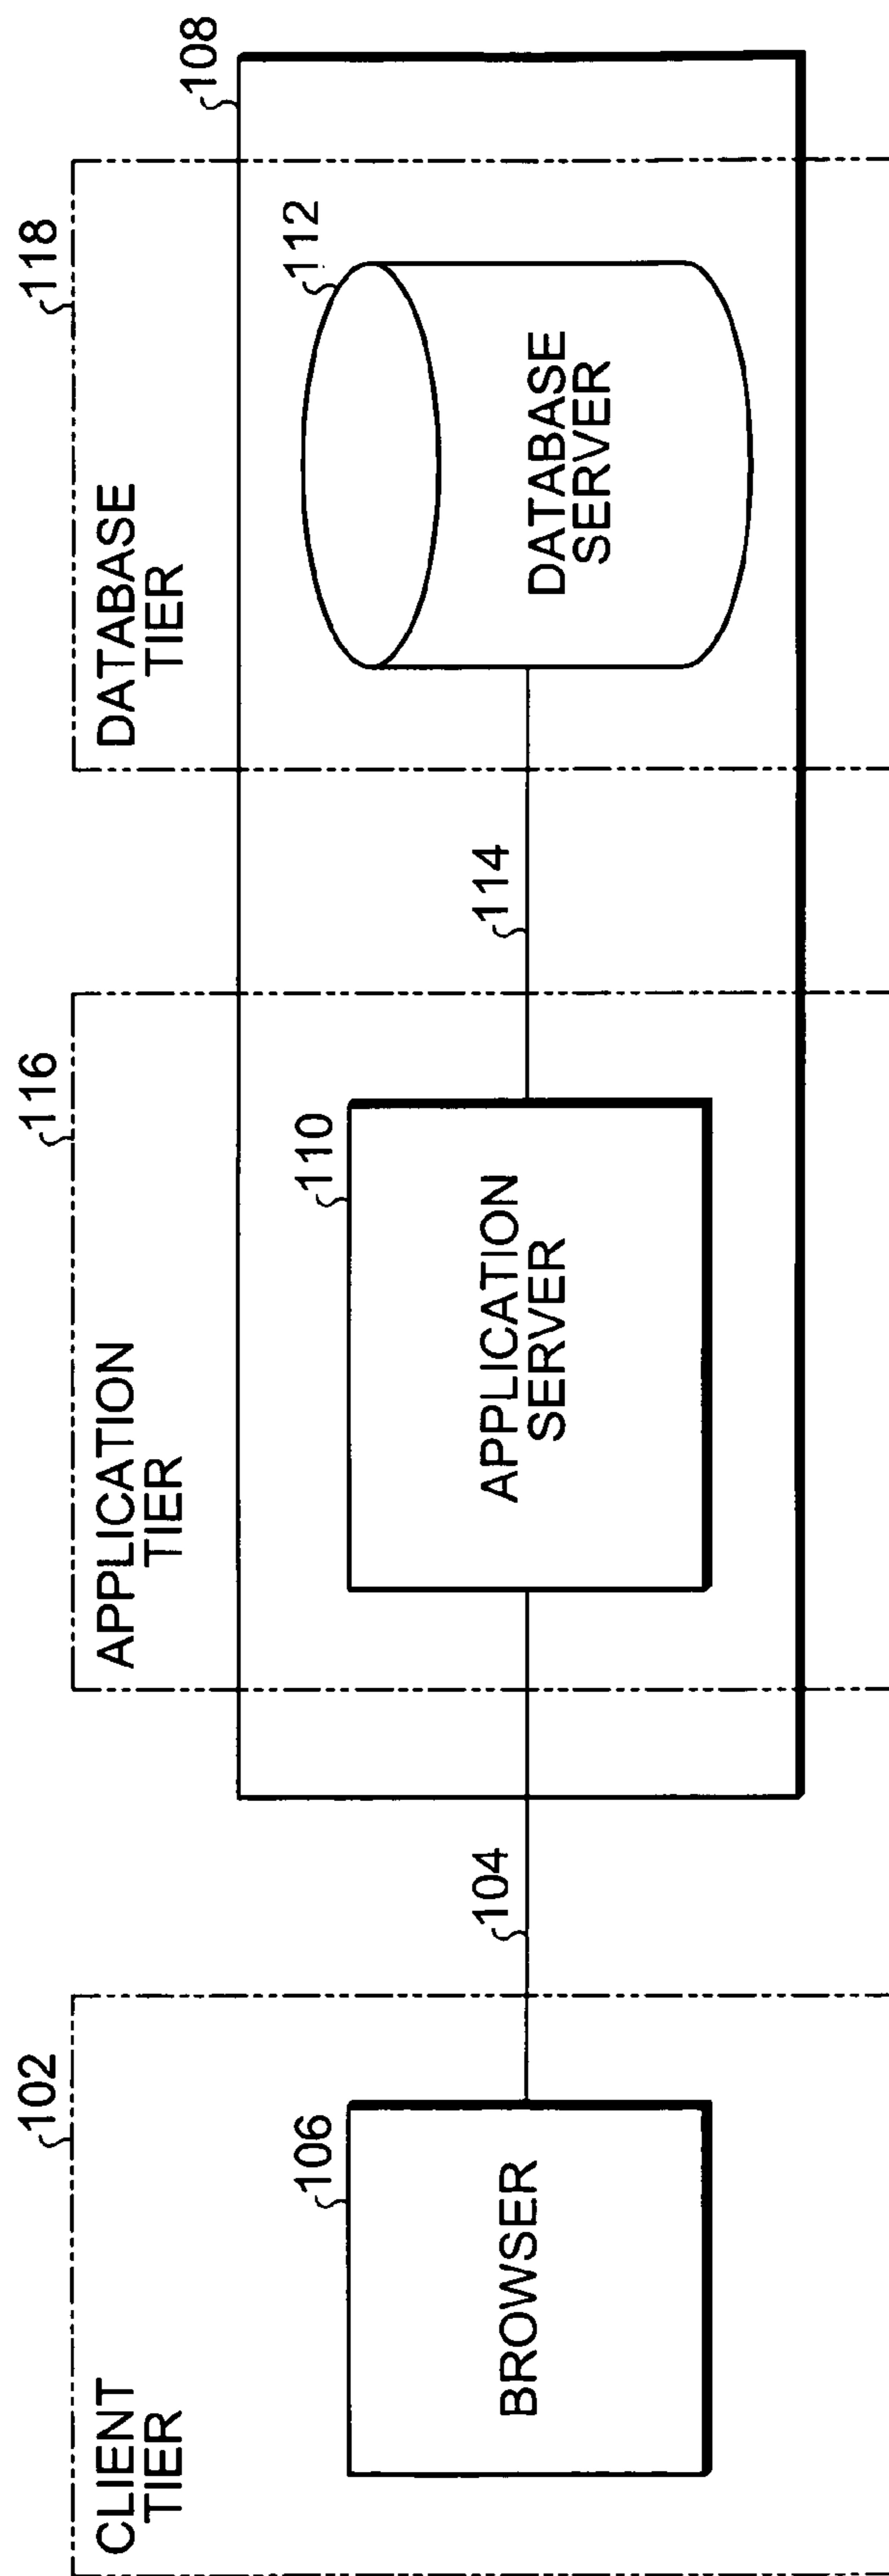 102
CLIENT
TIER
106
BROWSER
104
116
APPLICATION
TIER
110
APPLICATION
SERVER
114
108
118
DATABASE
TIER
112
DATABASE
SERVER